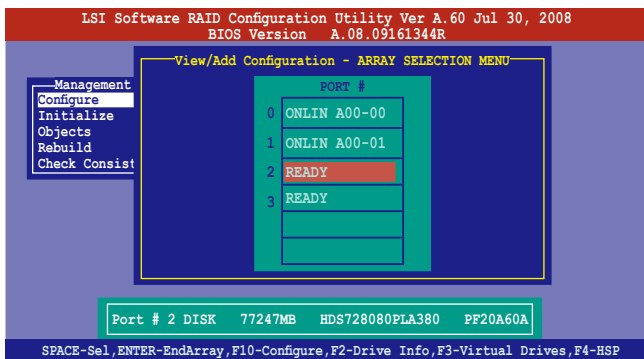 LSI Software RAID Configuration Utility Ver A.60 Jul 30, 2008
BIOS Version A.08.09161344R
View/Add Configuration - ARRAY SELECTION MENU
Management
Configure
Initialize
Objects
Rebuild
Check Consist
PORT #
0 ONLIN A00-00
1 ONLIN A00-01
2 READY
3 READY
Port # 2 DISK 77247MB HDS728080PLA380 PF20A60A
SPACE-Sel,ENTER-EndArray,F10-Configure,F2-Drive Info,F3-Virtual Drives,F4-HSP